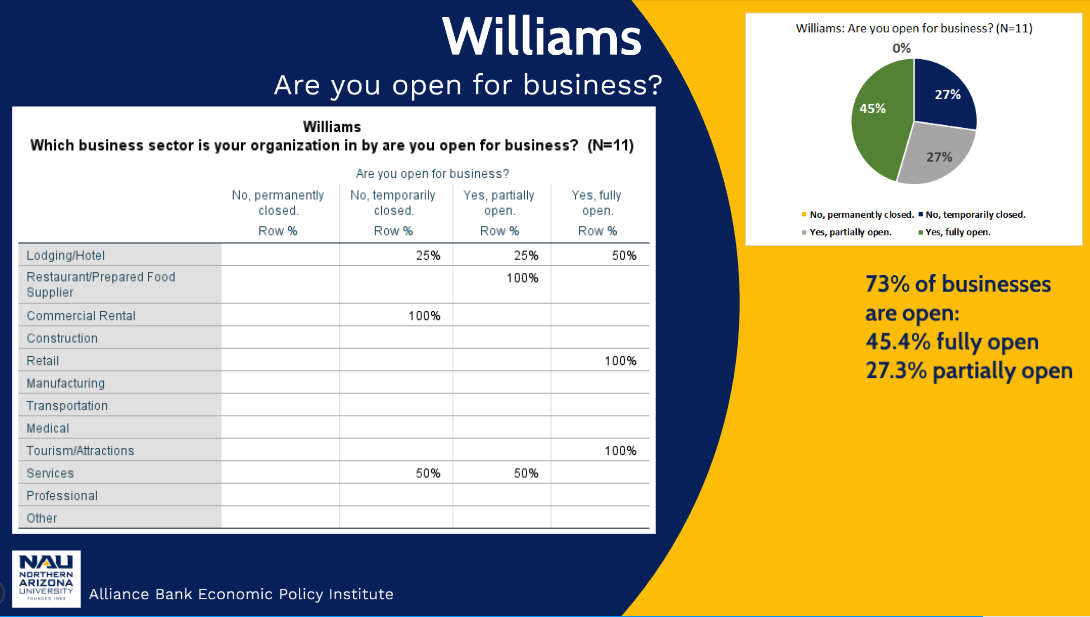 Williams
Are you open for business?
Williams
Which business sector is your organization in by are you open for business? (N=11)
Are you open for business?
No, permanently closed. No, temporarily closed. Yes, partially open. Yes, fully open.
Row % Row % Row % Row %
Lodging/Hotel 25% 25% 50%
Restaurant/Prepared Food Supplier 100%
Commercial Rental 100%
Construction
Retail 100%
Manufacturing
Transportation
Medical
Tourism/Attractions 100%
Services 50% 50%
Professional
Other
NAU
NORTHERN
ARIZONA
UNIVERSITY
FOUNDED 1899
Alliance Bank Economic Policy Institute
Williams: Are you open for business? (N=11)
0%
27%
45%
27%
No, permanently closed. No, temporarily closed.
Yes, partially open. Yes, fully open.
73% of businesses
are open:
45.4% fully open
27.3% partially open